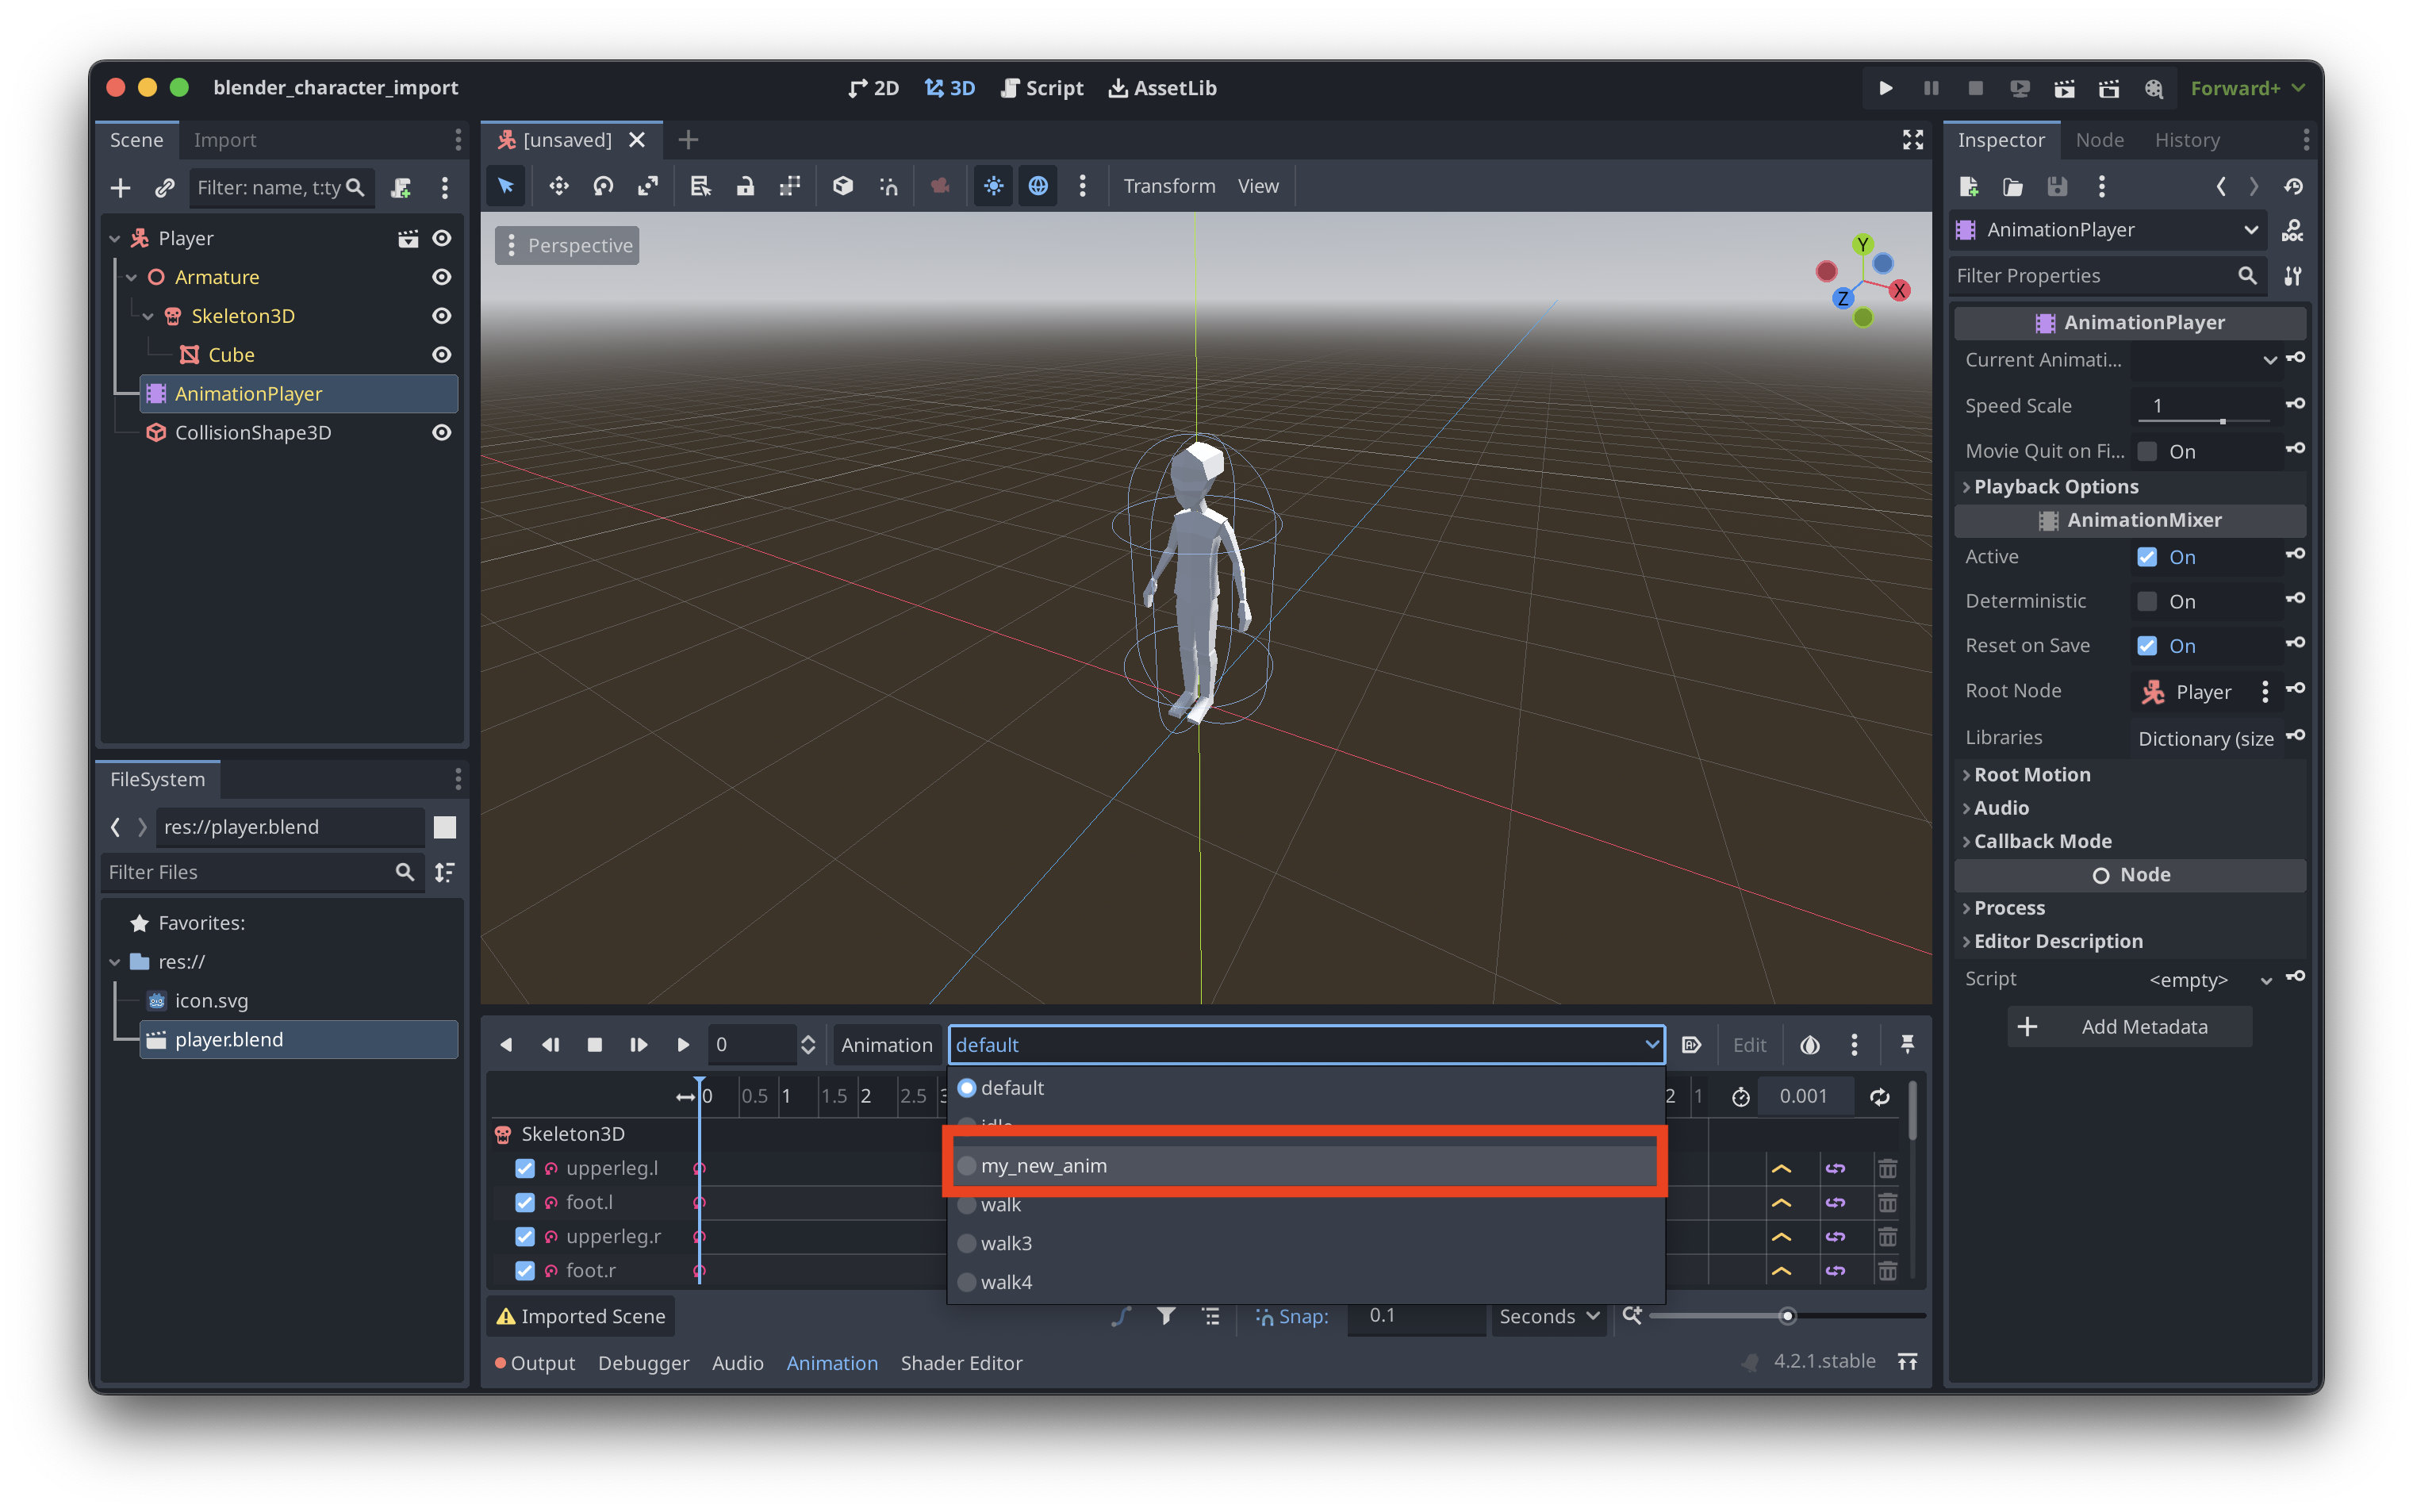 blender_character_import
2D 3D Script AssetLib
Forward+
Scene Import
Filter: name, t:ty
Player
Armature
Skeleton3D
Cube
AnimationPlayer
CollisionShape3D
FileSystem
res://player.blend
Filter Files
Favorites:
res://
icon.svg
player.blend
[unsaved]
Transform View
Perspective
Y
X
Z
0 Animation default Edit
0 0.5 1 1.5 2 2.5 3 2 1 0.001
default
idle
my_new_anim
walk
walk3
walk4
Skeleton3D
upperleg.l
foot.l
upperleg.r
foot.r
Imported Scene Snap: 0.1 Seconds
Output Debugger Audio Animation Shader Editor 4.2.1.stable
Inspector Node History
AnimationPlayer DOC
Filter Properties
AnimationPlayer
Current Animati...
Speed Scale 1
Movie Quit on Fi... On
Playback Options
AnimationMixer
Active On
Deterministic On
Reset on Save On
Root Node Player
Libraries Dictionary (size
Root Motion
Audio
Callback Mode
Node
Process
Editor Description
Script <empty>
Add Metadata